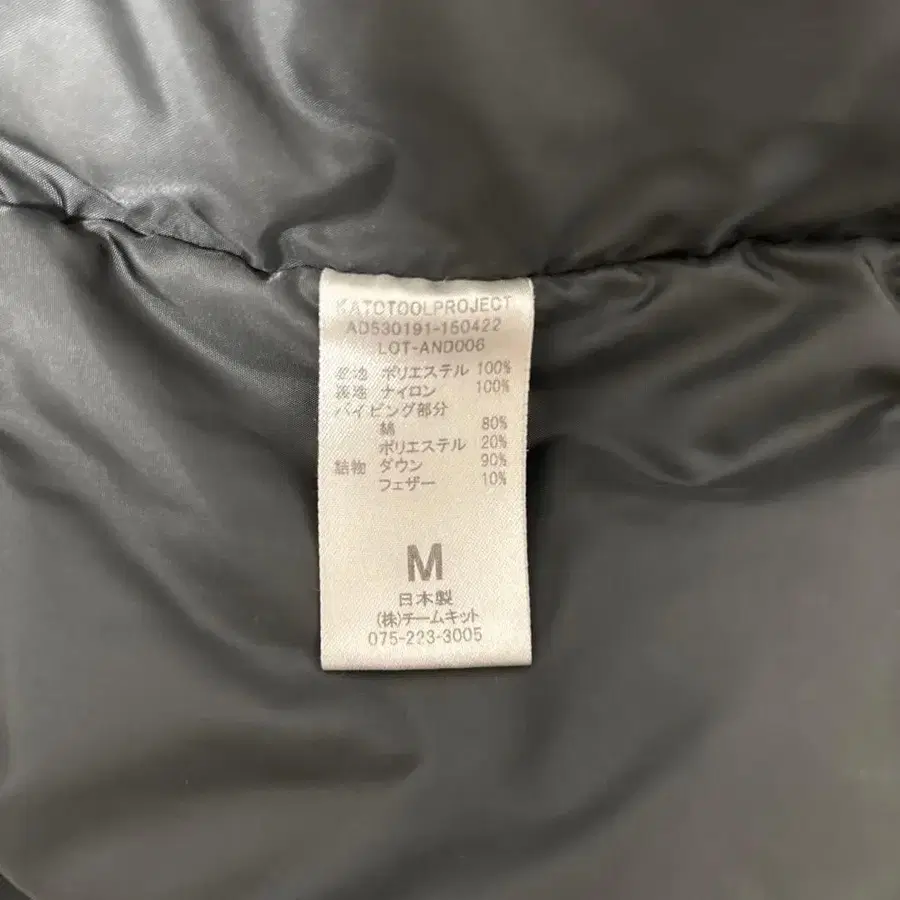 KATOTOOLPROJECT
AD530191-150422
LOT-AND006
表地 ポリエステル 100%
裏地 ナイロン 100%
パイピング部分
綿 80%
ポリエステル 20%
詰物 ダウン 90%
フェザー 10%
M
日本製
(株)チームキット
075-223-3005